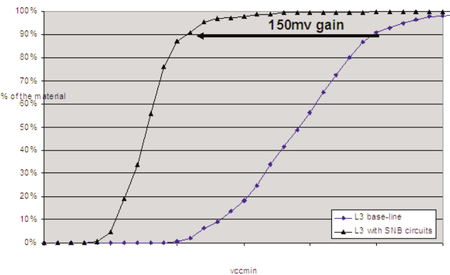 100%
90%
80%
70%
60%
% of the material
50%
40%
30%
20%
10%
0%
150mv gain
L3 base-line
L3 with SNB circuits
vccmin